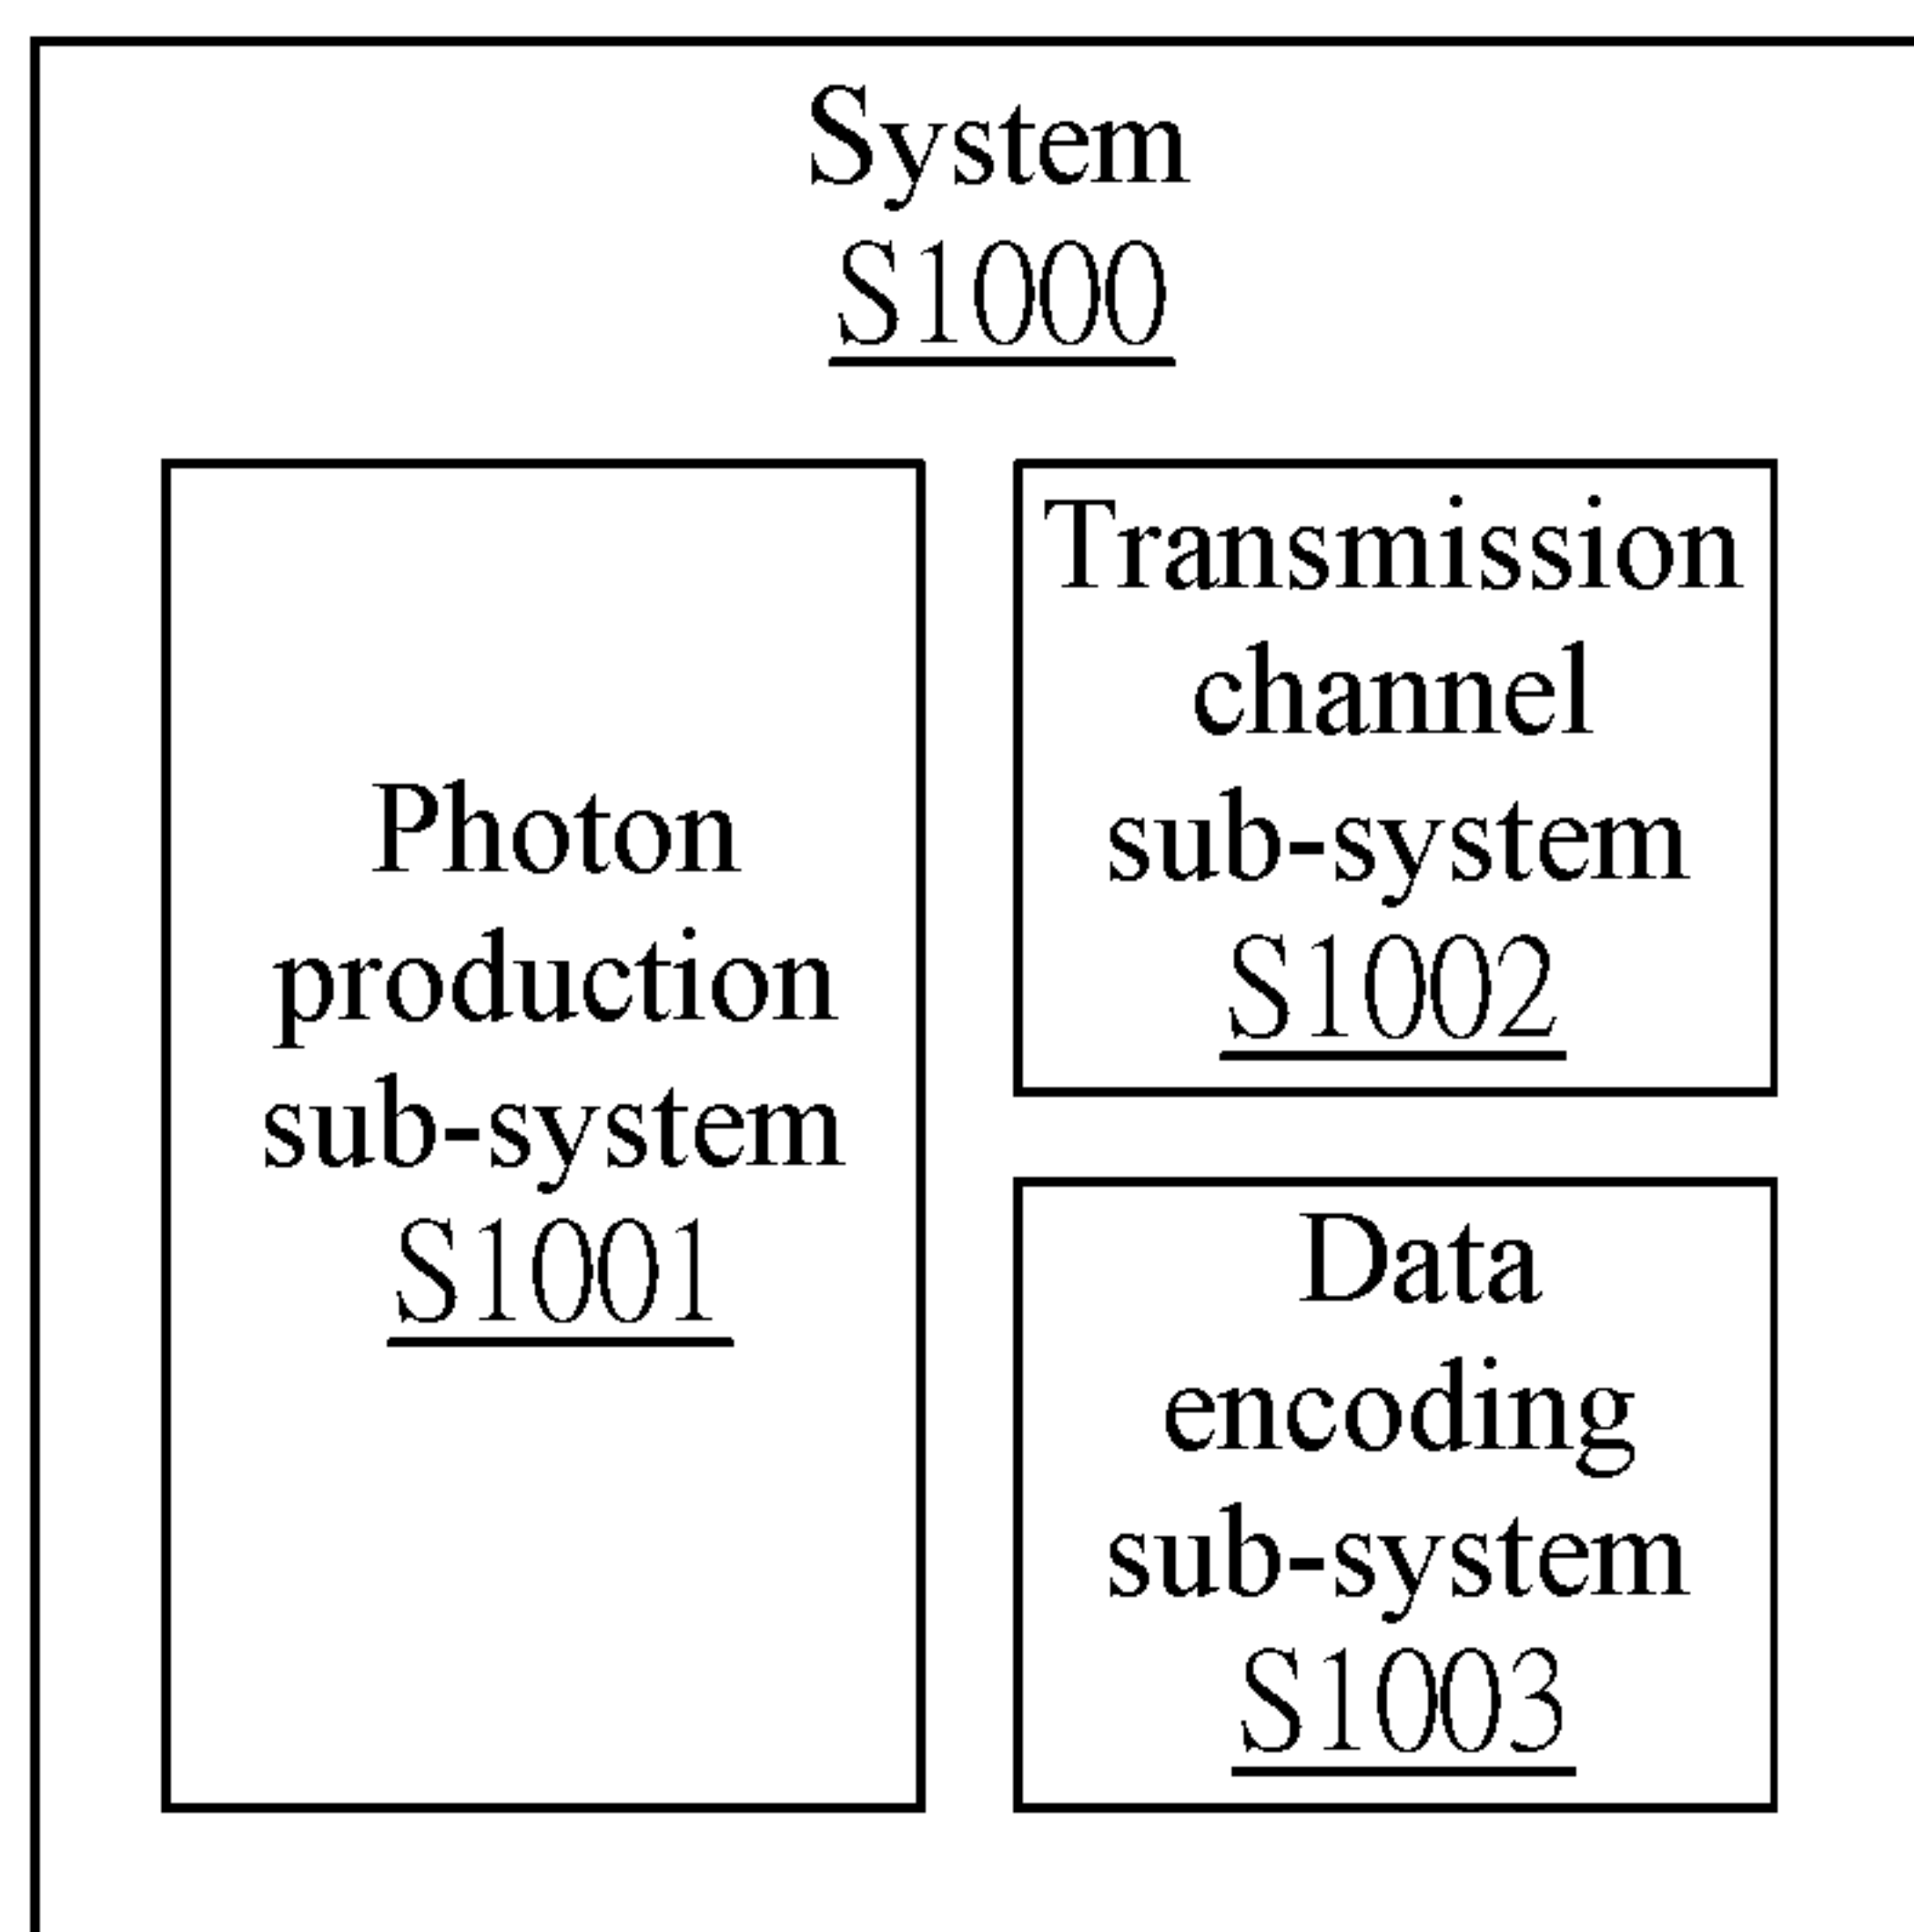 System
S1000
Photon
production
sub-system
S1001
Transmission
channel
sub-system
S1002
Data
encoding
sub-system
S1003